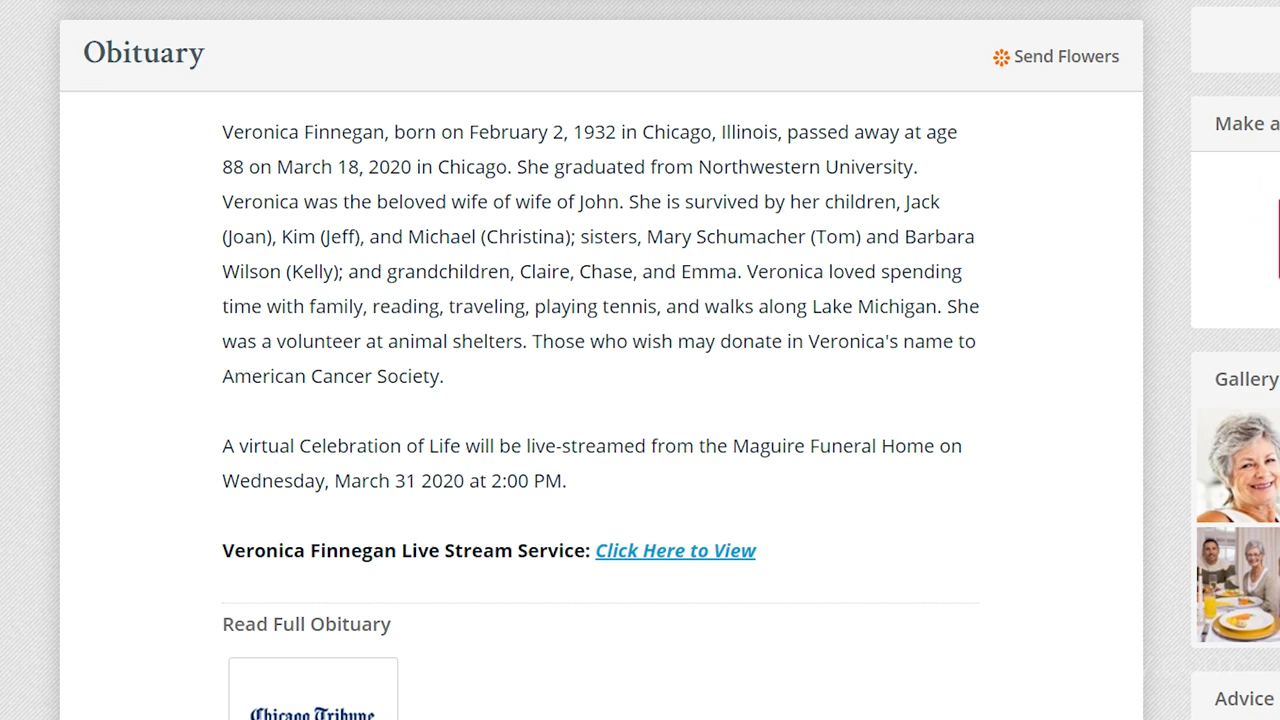 Obituary
Send Flowers
Veronica Finnegan, born on February 2, 1932 in Chicago, Illinois, passed away at age
88 on March 18, 2020 in Chicago. She graduated from Northwestern University.
Veronica was the beloved wife of wife of John. She is survived by her children, Jack
(Joan), Kim (Jeff), and Michael (Christina); sisters, Mary Schumacher (Tom) and Barbara
Wilson (Kelly); and grandchildren, Claire, Chase, and Emma. Veronica loved spending
time with family, reading, traveling, playing tennis, and walks along Lake Michigan. She
was a volunteer at animal shelters. Those who wish may donate in Veronica's name to
American Cancer Society.
A virtual Celebration of Life will be live-streamed from the Maguire Funeral Home on
Wednesday, March 31 2020 at 2:00 PM.
Veronica Finnegan Live Stream Service: Click Here to View
Read Full Obituary
Chicago Tribune
Make a
Gallery
Advice